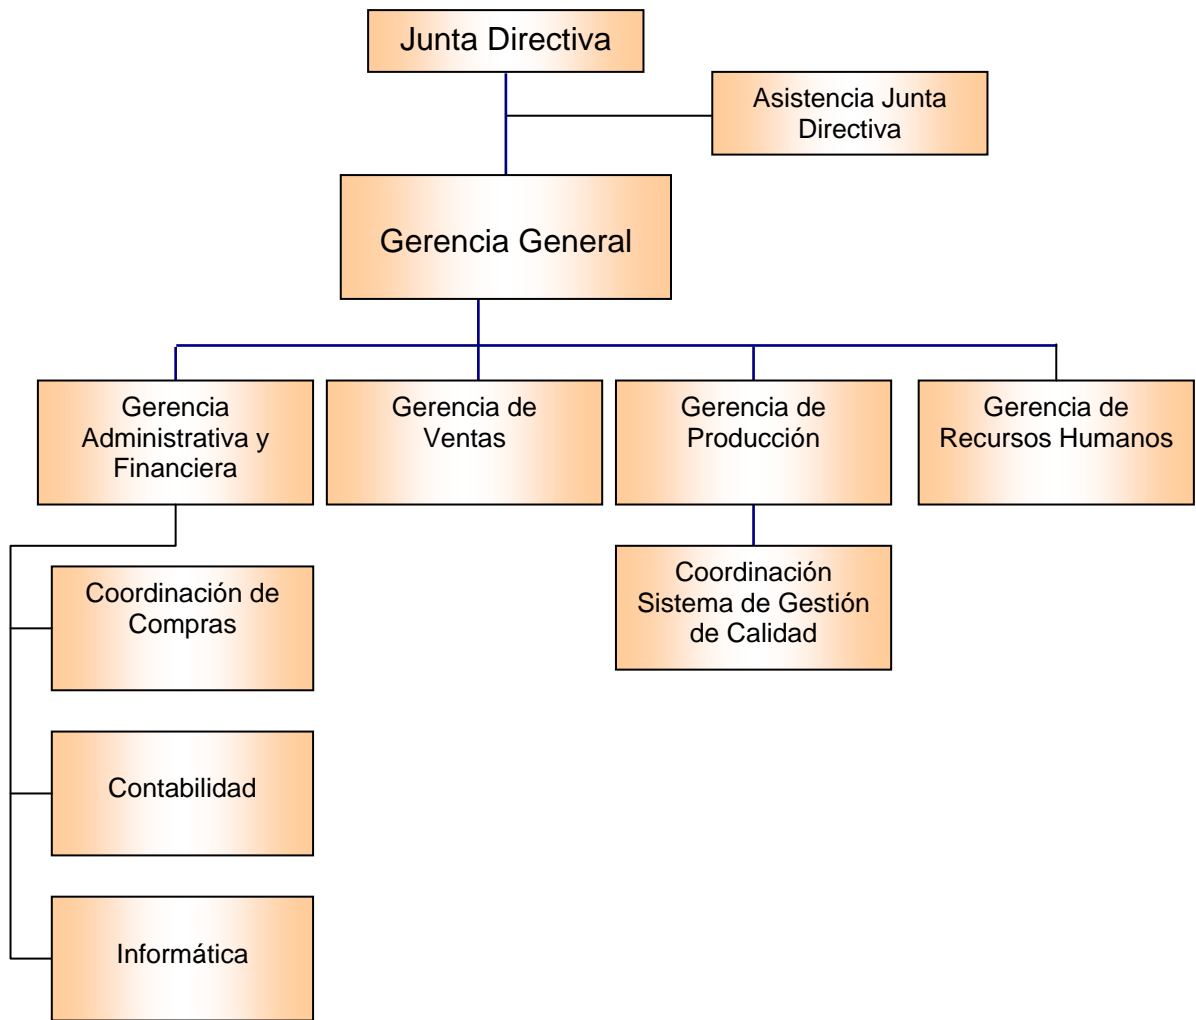 Junta Directiva
Asistencia Junta
Directiva
Gerencia General
Gerencia
Administrativa y
Financiera
Gerencia de
Ventas
Gerencia de
Producción
Gerencia de
Recursos Humanos
Coordinación de
Compras
Coordinación
Sistema de Gestión
de Calidad
Contabilidad
Informática